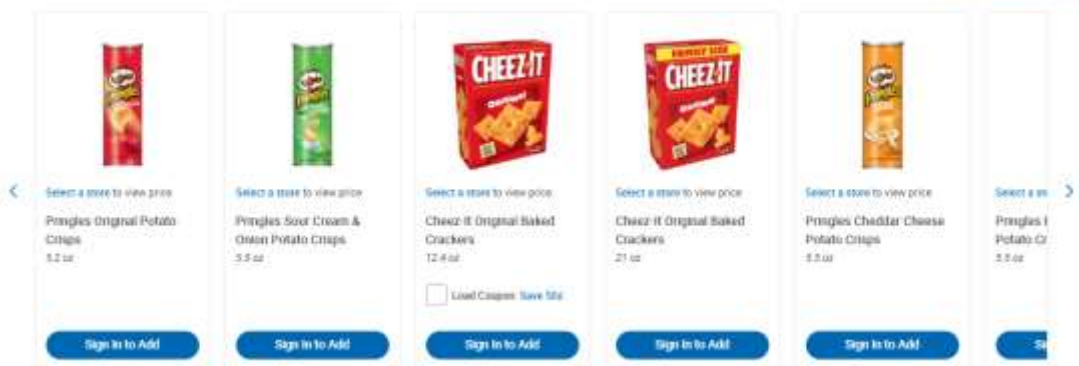 CHEEZ-IT
FAMILY SIZE
CHEEZ-IT
Select a store to view price
Pringles Original Potato
Crisps
5.2 oz
Sign In to Add
Select a store to view price
Pringles Sour Cream &
Onion Potato Crisps
5.5 oz
Sign In to Add
Select a store to view price
Cheez-It Original Baked
Crackers
12.4 oz
Load Coupon Save
Sign In to Add
Select a store to view price
Cheez-It Original Baked
Crackers
21 oz
Sign In to Add
Select a store to view price
Pringles Cheddar Cheese
Potato Crisps
5.5 oz
Sign In to Add
Select a
Pringles
Potato
5.5 oz